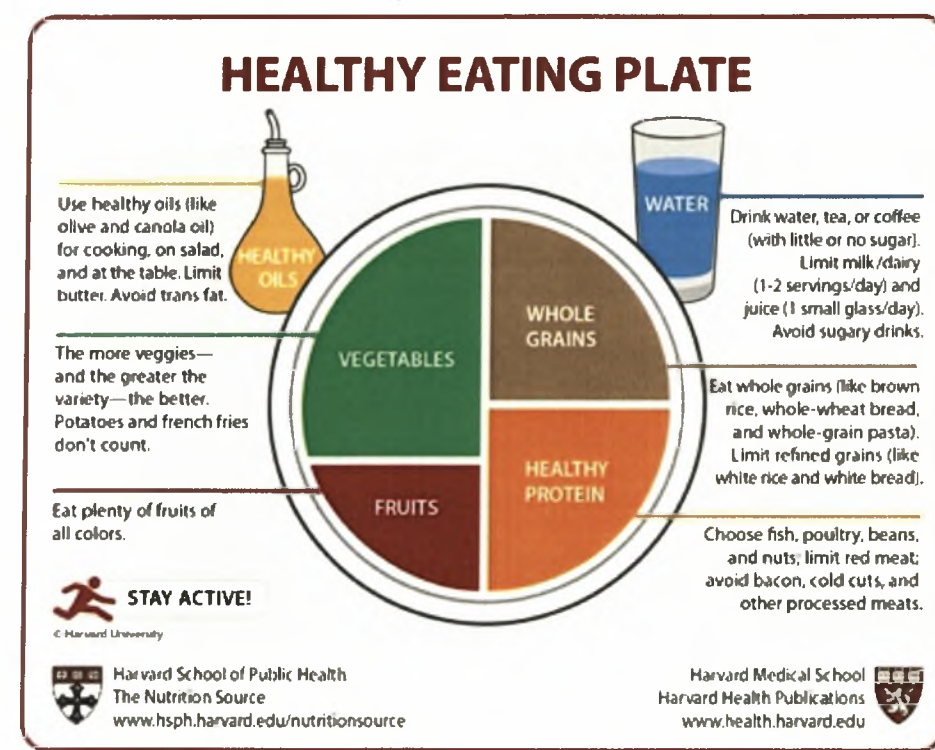 HEALTHY EATING PLATE
Use healthy oils (like
olive and canola oil)
for cooking, on salad,
and at the table. Limit
butter. Avoid trans fat.
HEALTHY
OILS
WATER
Drink water, tea, or coffee
(with little or no sugar).
Limit milk/dairy
(1-2 servings/day) and
juice (1 small glass/day).
Avoid sugary drinks.
The more veggies—
and the greater the
variety—the better.
Potatoes and french fries
don't count.
VEGETABLES
WHOLE
GRAINS
Eat whole grains (like brown
rice, whole-wheat bread,
and whole-grain pasta).
Limit refined grains (like
white rice and white bread).
Eat plenty of fruits of
all colors.
FRUITS
HEALTHY
PROTEIN
Choose fish, poultry, beans,
and nuts; limit red meat;
avoid bacon, cold cuts, and
other processed meats.
STAY ACTIVE!
© Harvard University
Harvard School of Public Health
The Nutrition Source
www.hsph.harvard.edu/nutritionsource
Harvard Medical School
Harvard Health Publications
www.health.harvard.edu